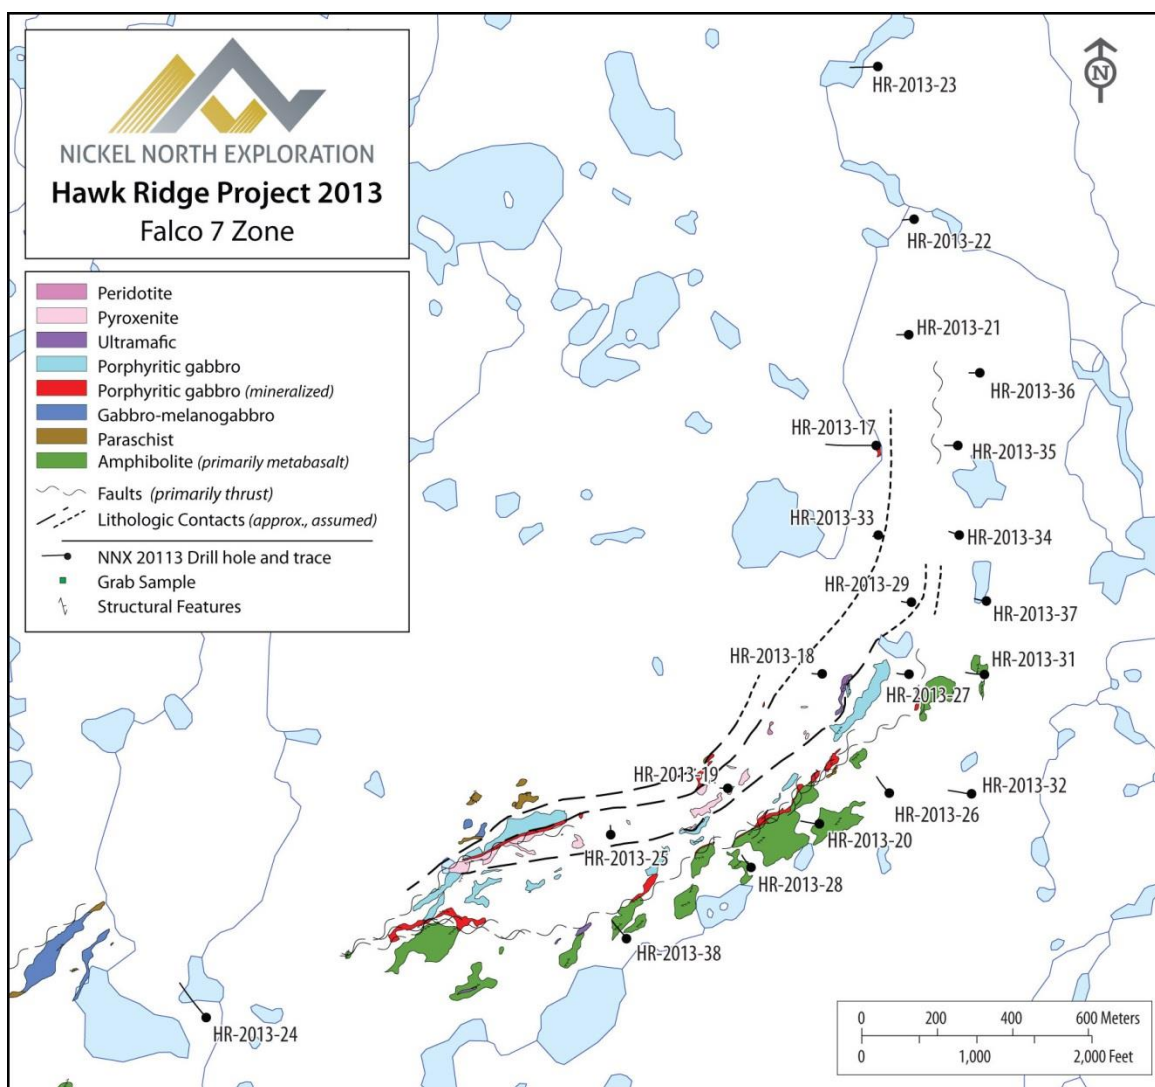 NICKEL NORTH EXPLORATION
Hawk Ridge Project 2013
Falco 7 Zone
Peridotite
Pyroxenite
Ultramafic
Porphyritic gabbro
Porphyritic gabbro (mineralized)
Gabbro-melanogabbro
Paraschist
Amphibolite (primarily metabasalt)
Faults (primarily thrust)
Lithologic Contacts (approx., assumed)
NNX 20113 Drill hole and trace
Grab Sample
Structural Features
N
HR-2013-23
HR-2013-22
HR-2013-21
HR-2013-36
HR-2013-17
HR-2013-35
HR-2013-33
HR-2013-34
HR-2013-29
HR-2013-37
HR-2013-18
HR-2013-31
HR-2013-27
HR-2013-19
HR-2013-32
HR-2013-26
HR-2013-20
HR-2013-25
HR-2013-28
HR-2013-38
HR-2013-24
0 200 400 600 Meters
0 1,000 2,000 Feet